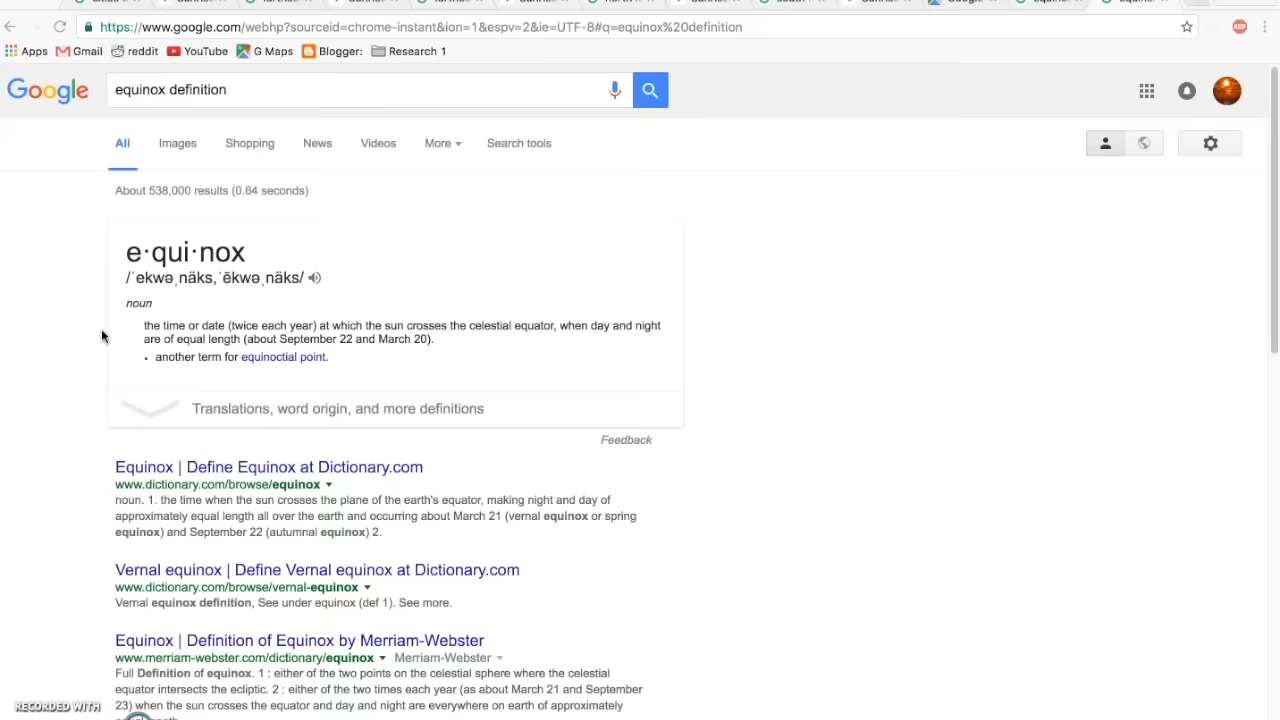 https://www.google.com/webhp?sourceid=chrome-instant&ion=1&espv=2&ie=UTF-8#q=equinox%20definition
Apps Gmail reddit YouTube G Maps Blogger: Research 1
Google equinox definition
All Images Shopping News Videos More Search tools
About 538,000 results (0.64 seconds)
e·qui·nox
/ˈekwəˌnäks,ˈēkwəˌnäks/
noun
the time or date (twice each year) at which the sun crosses the celestial equator, when day and night
are of equal length (about September 22 and March 20).
• another term for equinoctial point.
Translations, word origin, and more definitions
Feedback
Equinox | Define Equinox at Dictionary.com
www.dictionary.com/browse/equinox
noun. 1. the time when the sun crosses the plane of the earth's equator, making night and day of
approximately equal length all over the earth and occurring about March 21 (vernal equinox or spring
equinox) and September 22 (autumnal equinox) 2.
Vernal equinox | Define Vernal equinox at Dictionary.com
www.dictionary.com/browse/vernal-equinox
Vernal equinox definition, See under equinox (def 1). See more.
Equinox | Definition of Equinox by Merriam-Webster
www.merriam-webster.com/dictionary/equinox Merriam-Webster
Full Definition of equinox. 1 : either of the two points on the celestial sphere where the celestial
equator intersects the ecliptic. 2 : either of the two times each year (as about March 21 and September
23) when the sun crosses the equator and day and night are everywhere on earth of approximately
RECORDED WITH